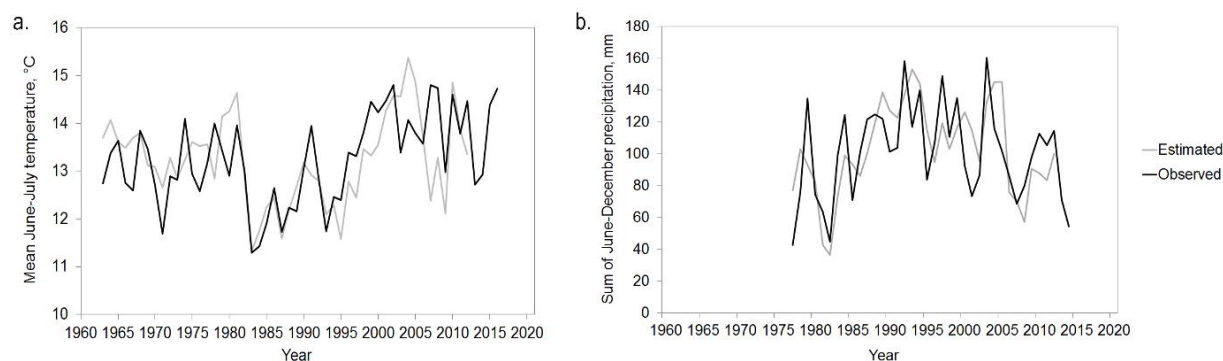 a.
Mean June-July temperature, °C
16
15
14
13
12
11
10
1960 1965 1970 1975 1980 1985 1990 1995 2000 2005 2010 2015 2020
Year
b.
Sum of June-December precipitation, mm
180
160
140
120
100
80
60
40
20
0
1960 1965 1970 1975 1980 1985 1990 1995 2000 2005 2010 2015 2020
Year
Estimated
Observed